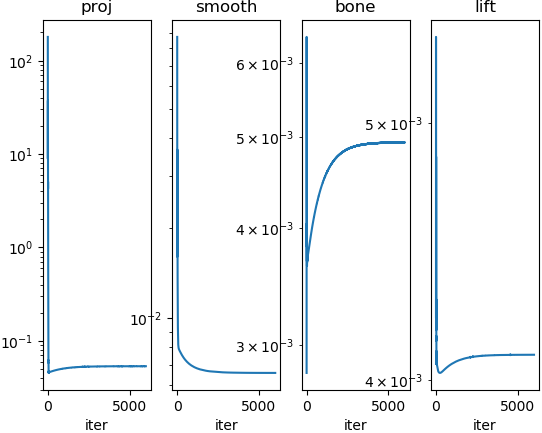 proj
smooth
bone
lift
10²
10¹
10⁰
10⁻¹
10⁻²
6 × 10⁻³
5 × 10⁻³
4 × 10⁻³
3 × 10⁻³
5 × 10⁻³
4 × 10⁻³
0 5000
0 5000
0 5000
0 5000
iter
iter
iter
iter